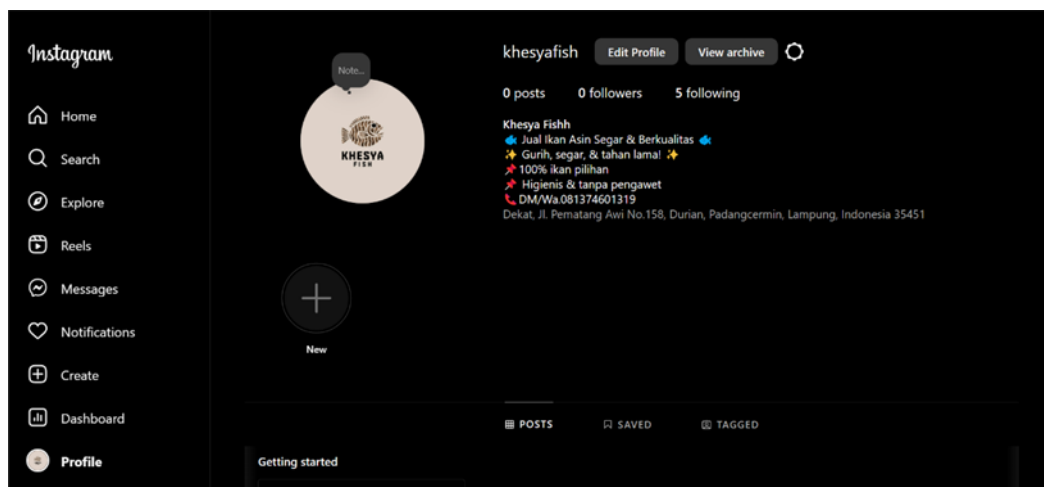 Instagram
Home
Search
Explore
Reels
Messages
Notifications
Create
Dashboard
Profile
Note...
KHESYA
FISH
khesyafish Edit Profile View archive
0 posts 0 followers 5 following
Khesya Fishh
🐟 Jual Ikan Asin Segar & Berkualitas 🐟
✨ Gurih, segar, & tahan lama! ✨
📌 100% ikan pilihan
📌 Higienis & tanpa pengawet
📞 DM/Wa.081374601319
Dekat, Jl. Pematang Awi No.158, Durian, Padangcermin, Lampung, Indonesia 35451
New
POSTS SAVED TAGGED
Getting started